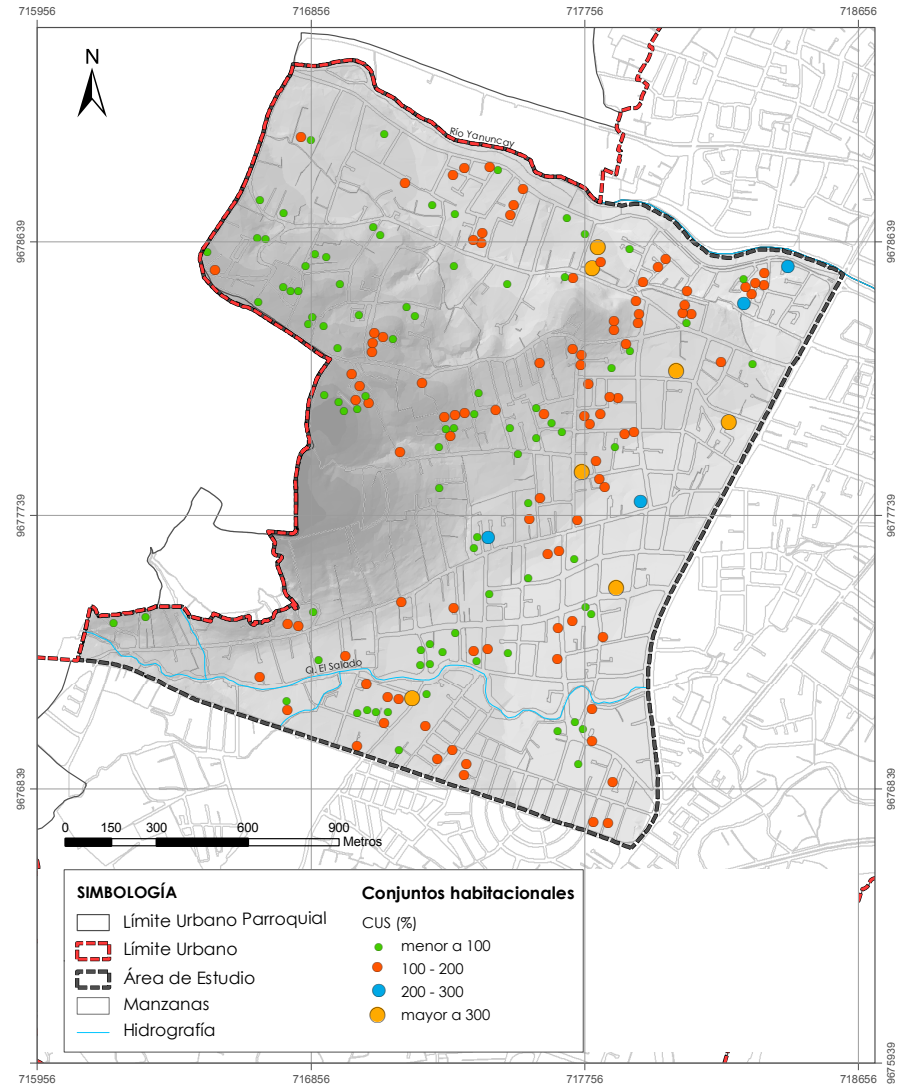 715956 716856 717756 718656
N
Río Yanuncay
9678839 9678839
9677739 9677739
Q. El Salado
9676839 9676839
0 150 300 600 900
Metros
SIMBOLOGÍA
Límite Urbano Parroquial
Límite Urbano
Área de Estudio
Manzanas
Hidrografía
Conjuntos habitacionales
CUS (%)
menor a 100
100 - 200
200 - 300
mayor a 300
9675939
715956 716856 717756 718656